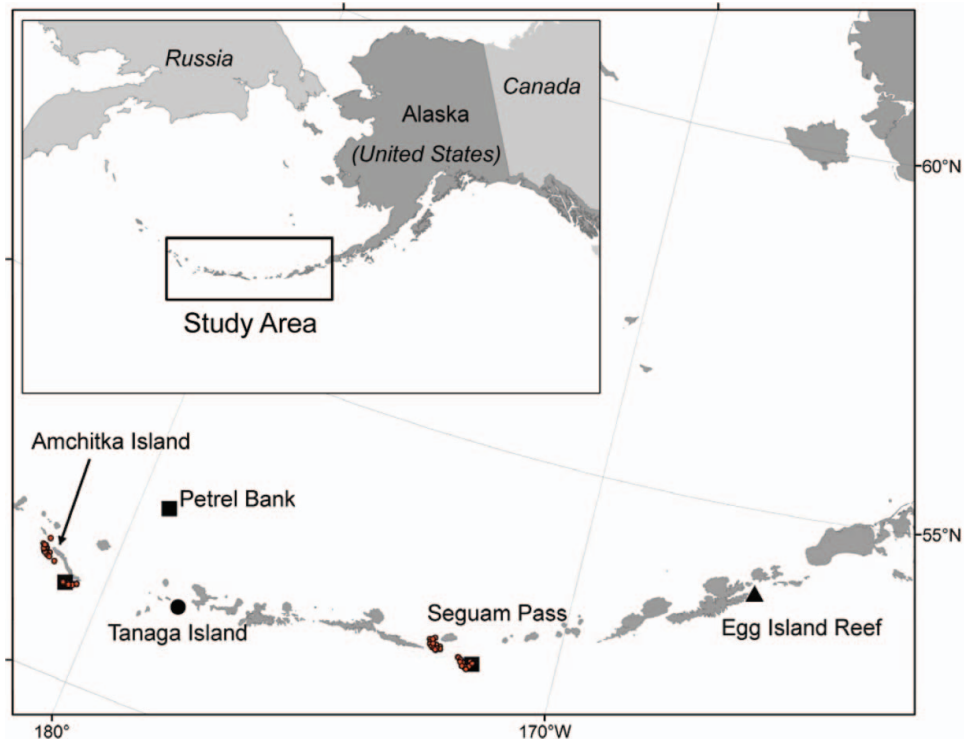 Russia
Canada
Alaska
(United States)
Study Area
60°N
Amchitka Island
Petrel Bank
55°N
Seguam Pass
Tanaga Island
Egg Island Reef
180°
170°W